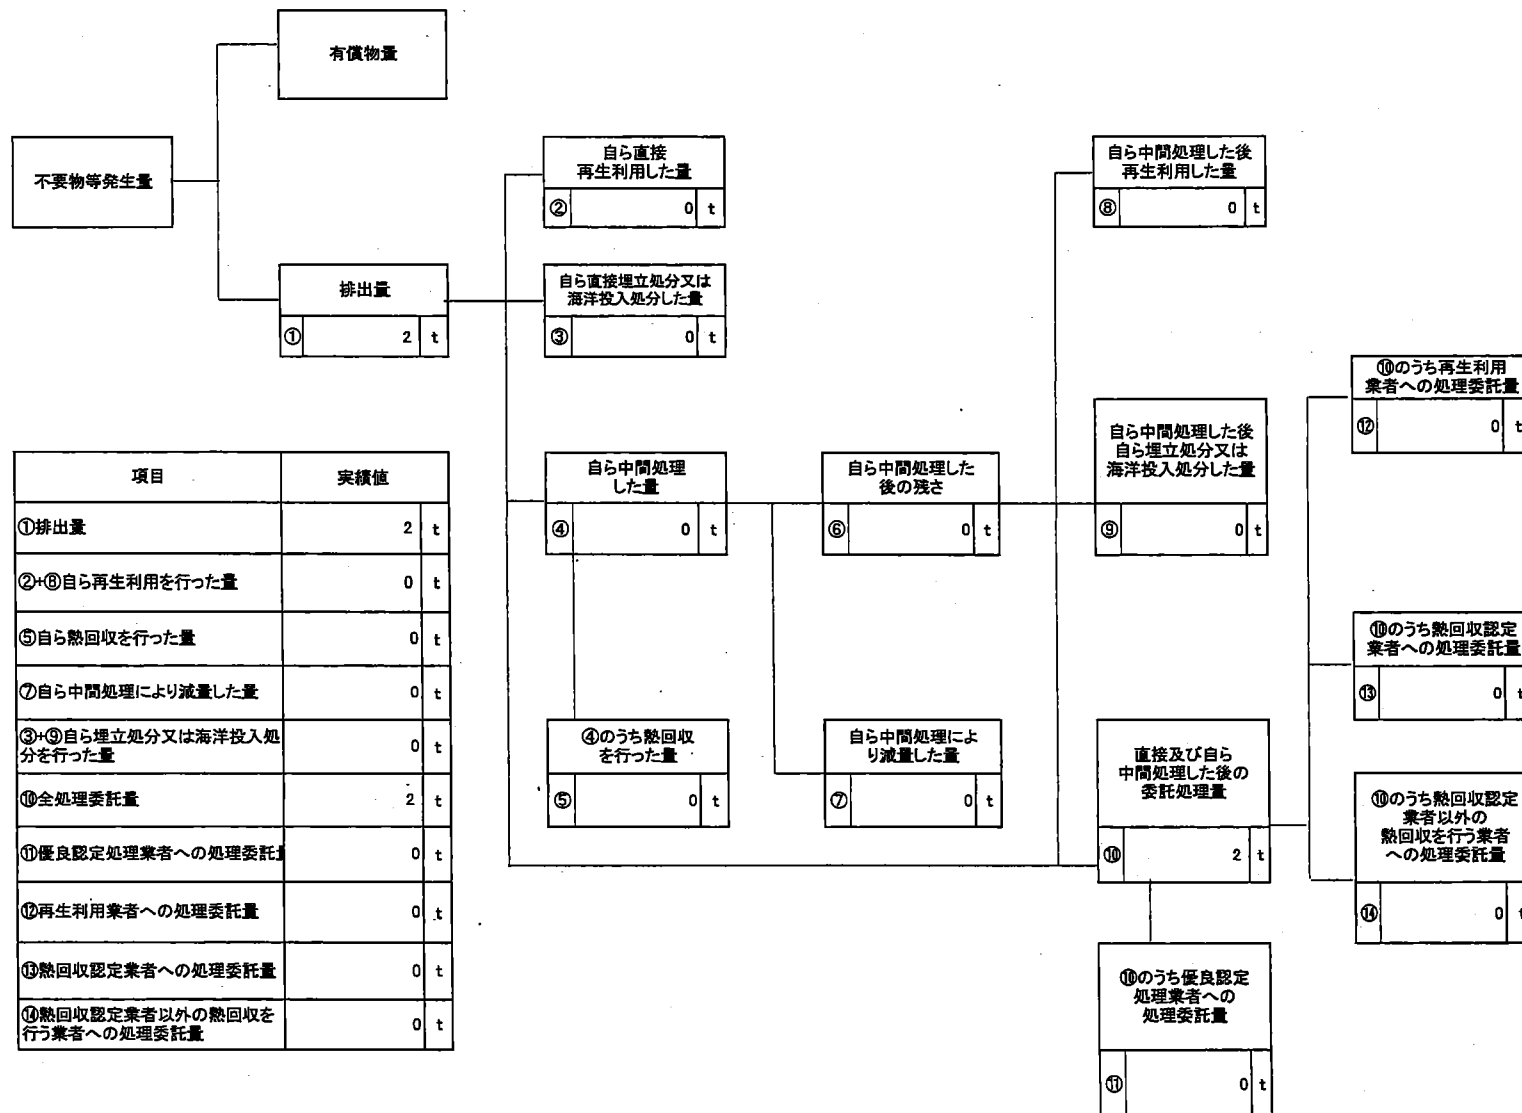 有償物量
不要物等発生量
排出量
① 2 t
自ら直接
再生利用した量
② 0 t
自ら直接埋立処分又は
海洋投入処分した量
③ 0 t
自ら中間処理
した量
④ 0 t
④のうち熱回収
を行った量
⑤ 0 t
自ら中間処理した
後の残さ
⑥ 0 t
自ら中間処理によ
り減量した量
⑦ 0 t
自ら中間処理した後
再生利用した量
⑧ 0 t
自ら中間処理した後
自ら埋立処分又は
海洋投入処分した量
⑨ 0 t
直接及び自ら
中間処理した後の
委託処理量
⑩ 2 t
⑩のうち優良認定
処理業者への
処理委託量
⑪ 0 t
⑩のうち再生利用
業者への処理委託量
⑫ 0 t
⑩のうち熱回収認定
業者への処理委託量
⑬ 0 t
⑩のうち熱回収認定
業者以外の
熱回収を行う業者
への処理委託量
⑭ 0 t
項目 実績値
①排出量 2 t
②+⑧自ら再生利用を行った量 0 t
⑤自ら熱回収を行った量 0 t
⑦自ら中間処理により減量した量 0 t
③+⑨自ら埋立処分又は海洋投入処
分を行った量 0 t
⑩全処理委託量 2 t
⑪優良認定処理業者への処理委託量 0 t
⑫再生利用業者への処理委託量 0 t
⑬熱回収認定業者への処理委託量 0 t
⑭熱回収認定業者以外の熱回収を
行う業者への処理委託量 0 t